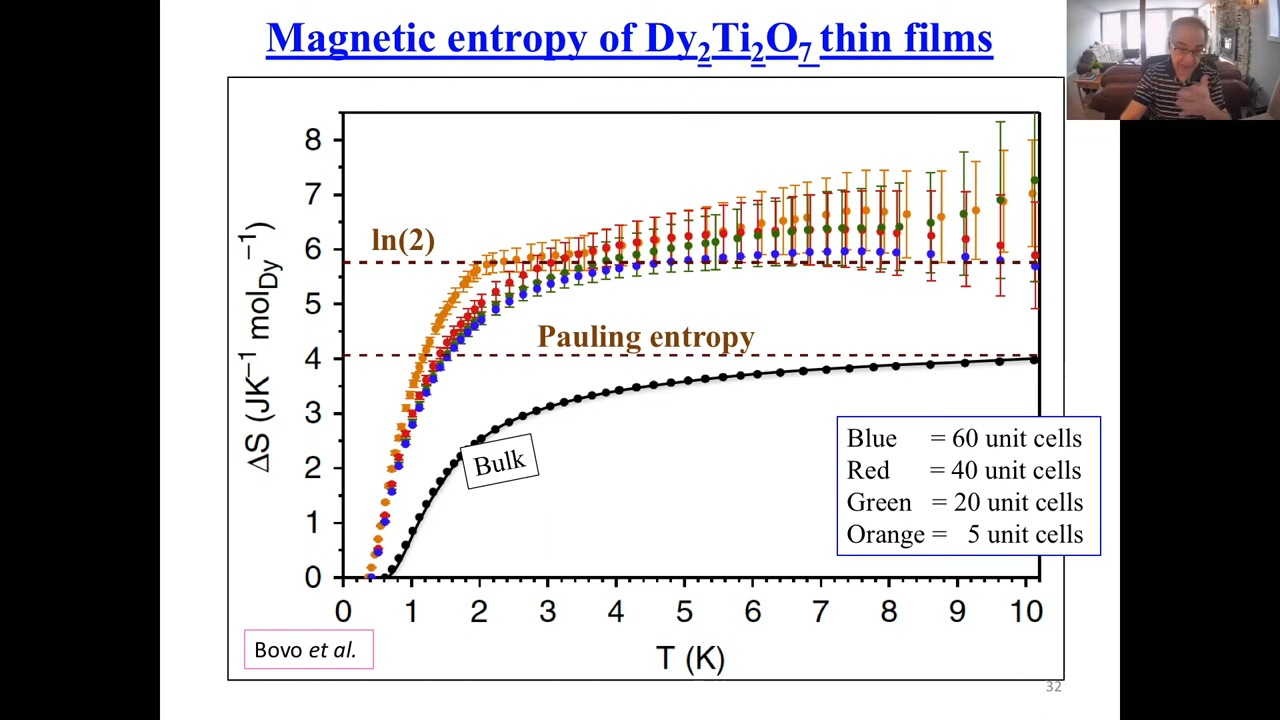 Magnetic entropy of Dy₂Ti₂O₇ thin films
8
7
6
5
4
3
2
1
0
ΔS (JK⁻¹ mol_Dy⁻¹)
ln(2)
Pauling entropy
Bulk
Blue = 60 unit cells
Red = 40 unit cells
Green = 20 unit cells
Orange = 5 unit cells
0 1 2 3 4 5 6 7 8 9 10
T (K)
Bovo et al.
32